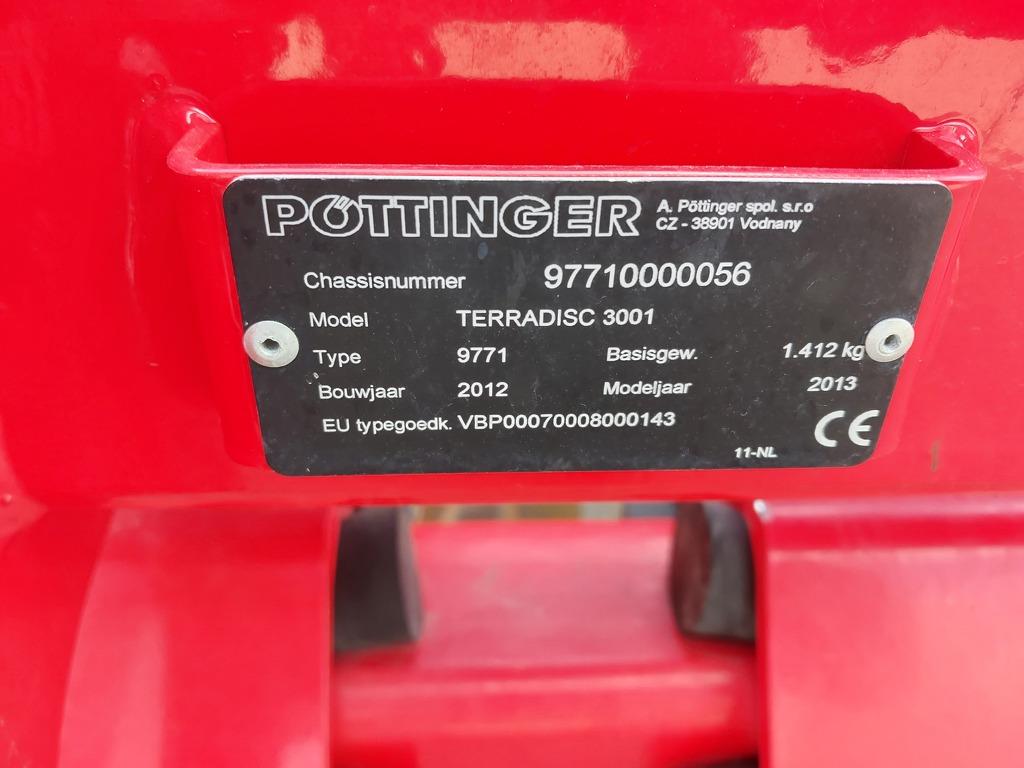 PÖTTINGER A. Pöttinger spol. s.r.o
CZ - 38901 Vodnany
Chassisnummer 97710000056
Model TERRADISC 3001
Type 9771 Basisgew. 1.412 kg
Bouwjaar 2012 Modeljaar 2013
EU typegoedk. VBP00070008000143
CE
11-NL